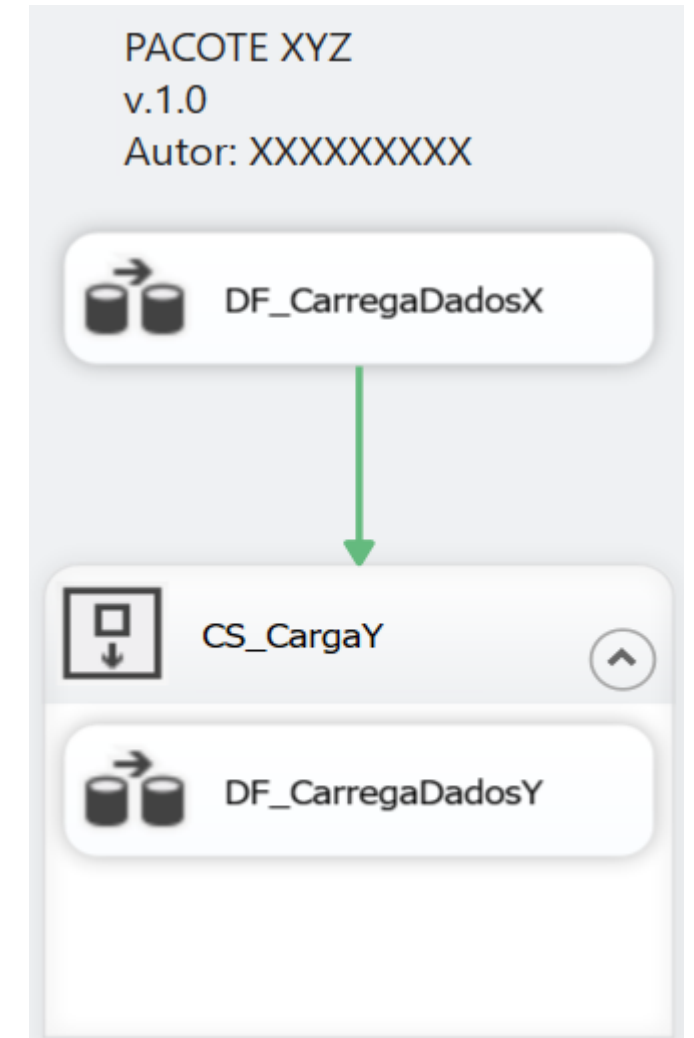 PACOTE XYZ
v.1.0
Autor: XXXXXXXXX
DF_CarregaDadosX
CS_CargaY
DF_CarregaDadosY